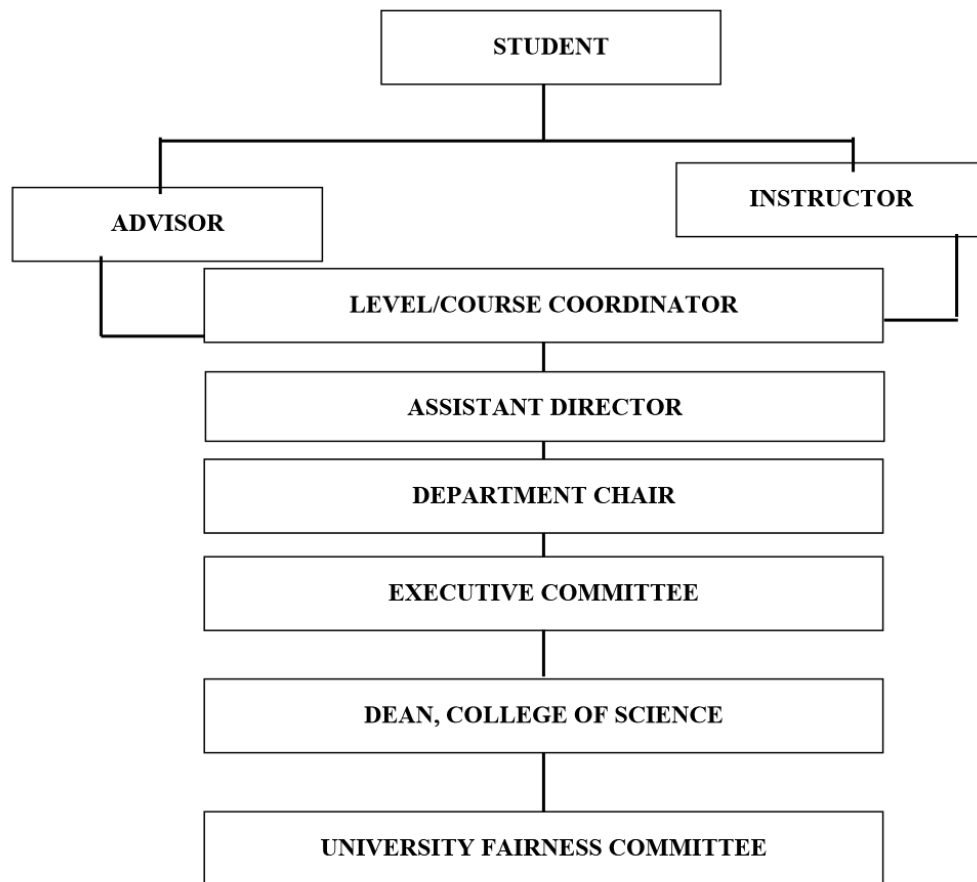 STUDENT
ADVISOR
INSTRUCTOR
LEVEL/COURSE COORDINATOR
ASSISTANT DIRECTOR
DEPARTMENT CHAIR
EXECUTIVE COMMITTEE
DEAN, COLLEGE OF SCIENCE
UNIVERSITY FAIRNESS COMMITTEE